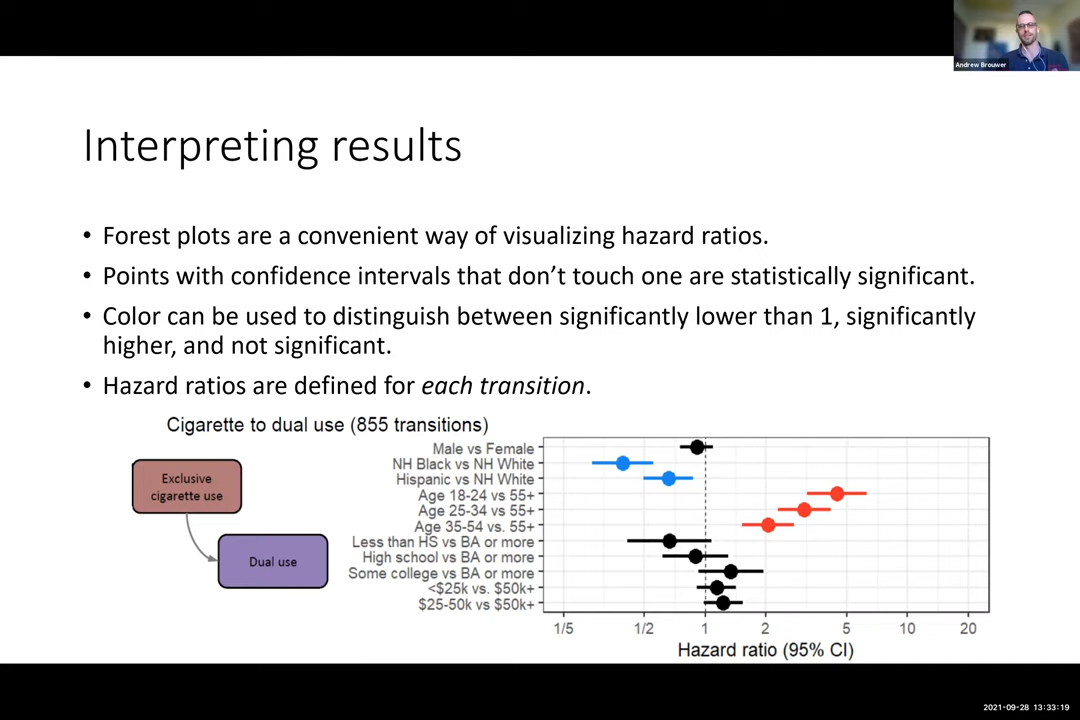 Andrew Brouwer
Interpreting results
• Forest plots are a convenient way of visualizing hazard ratios.
• Points with confidence intervals that don't touch one are statistically significant.
• Color can be used to distinguish between significantly lower than 1, significantly
higher, and not significant.
• Hazard ratios are defined for each transition.
Cigarette to dual use (855 transitions)
Exclusive
cigarette use
Dual use
Male vs Female
NH Black vs NH White
Hispanic vs NH White
Age 18-24 vs 55+
Age 25-34 vs 55+
Age 35-54 vs. 55+
Less than HS vs BA or more
High school vs BA or more
Some college vs BA or more
<$25k vs. $50k+
$25-50k vs $50k+
1/5 1/2 1 2 5 10 20
Hazard ratio (95% CI)
2021-09-28 13:33:19